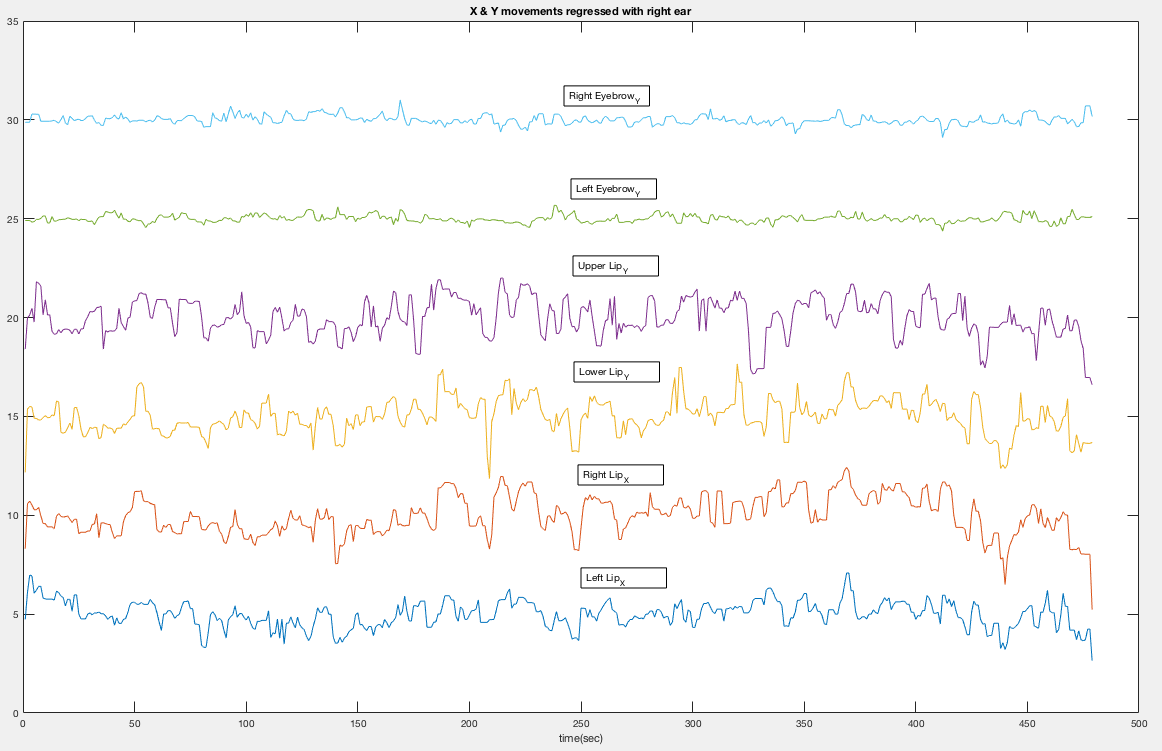 X & Y movements regressed with right ear
35
30
25
20
15
10
5
0
Right Eyebrow_Y
Left Eyebrow_Y
Upper Lip_Y
Lower Lip_Y
Right Lip_X
Left Lip_X
0 50 100 150 200 250 300 350 400 450 500
time(sec)